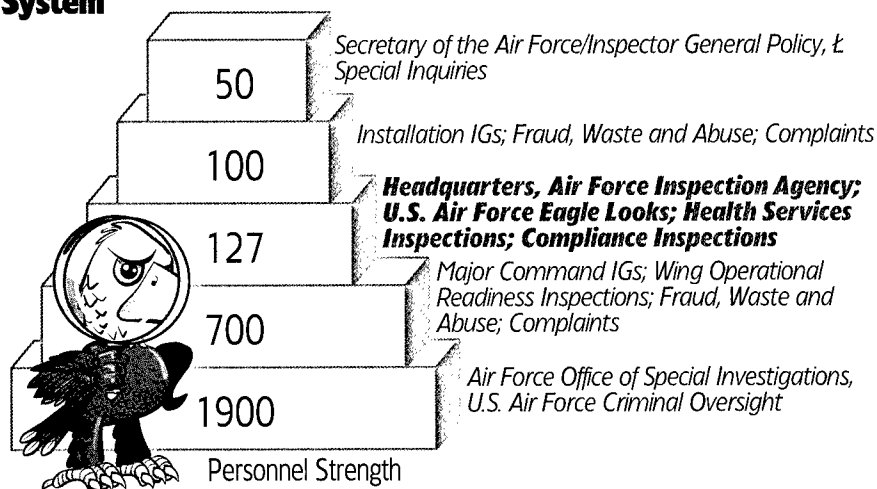 System
50
Secretary of the Air Force/Inspector General Policy, Ł
Special Inquiries
100
Installation IGs; Fraud, Waste and Abuse; Complaints
127
Headquarters, Air Force Inspection Agency;
U.S. Air Force Eagle Looks; Health Services
Inspections; Compliance Inspections
700
Major Command IGs; Wing Operational
Readiness Inspections; Fraud, Waste and
Abuse; Complaints
1900
Air Force Office of Special Investigations,
U.S. Air Force Criminal Oversight
Personnel Strength